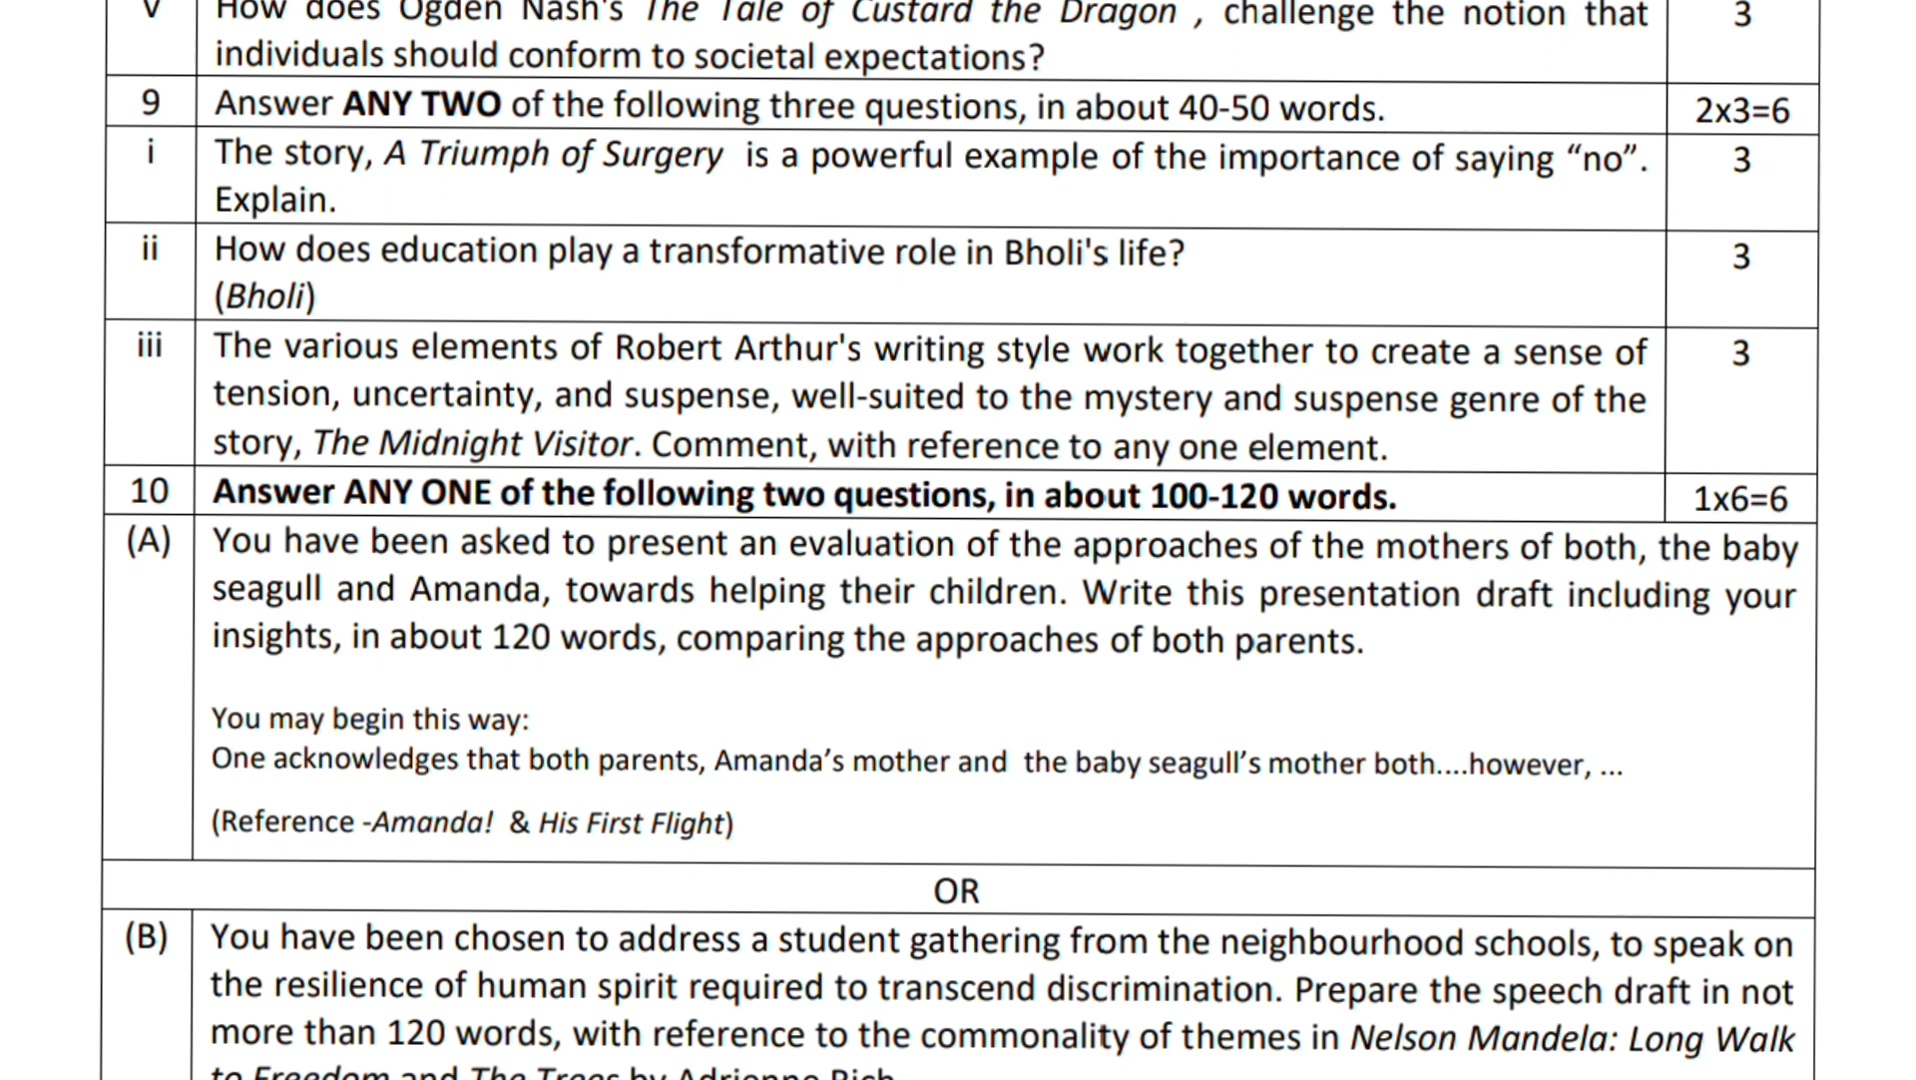 v How does Ogden Nash's The Tale of Custard the Dragon , challenge the notion that 3
individuals should conform to societal expectations?
9 Answer ANY TWO of the following three questions, in about 40-50 words. 2x3=6
i The story, A Triumph of Surgery is a powerful example of the importance of saying “no”. 3
Explain.
ii How does education play a transformative role in Bholi's life? 3
(Bholi)
iii The various elements of Robert Arthur's writing style work together to create a sense of 3
tension, uncertainty, and suspense, well-suited to the mystery and suspense genre of the
story, The Midnight Visitor. Comment, with reference to any one element.
10 Answer ANY ONE of the following two questions, in about 100-120 words. 1x6=6
(A) You have been asked to present an evaluation of the approaches of the mothers of both, the baby
seagull and Amanda, towards helping their children. Write this presentation draft including your
insights, in about 120 words, comparing the approaches of both parents.
You may begin this way:
One acknowledges that both parents, Amanda’s mother and the baby seagull’s mother both....however, ...
(Reference -Amanda! & His First Flight)
OR
(B) You have been chosen to address a student gathering from the neighbourhood schools, to speak on
the resilience of human spirit required to transcend discrimination. Prepare the speech draft in not
more than 120 words, with reference to the commonality of themes in Nelson Mandela: Long Walk
to Freedom and The Trees by Adrienne Rich